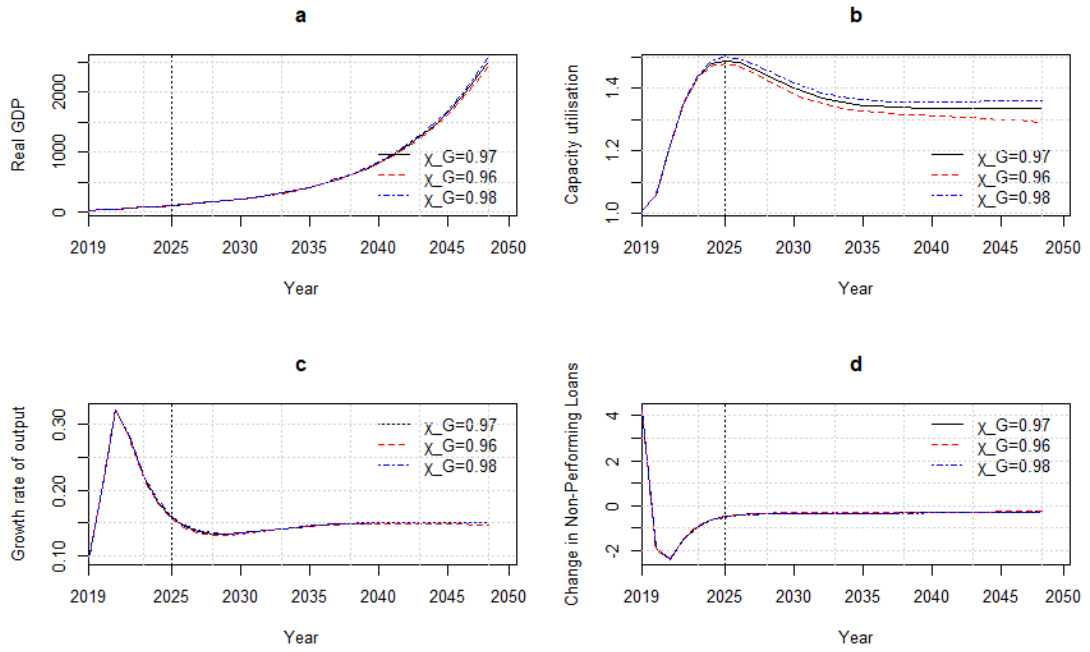 a
Real GDP
0 1000 2000
χ_G=0.97
χ_G=0.96
χ_G=0.98
2019 2025 2030 2035 2040 2045 2050
Year
b
Capacity utilisation
1.0 1.2 1.4
χ_G=0.97
χ_G=0.96
χ_G=0.98
2019 2025 2030 2035 2040 2045 2050
Year
c
Growth rate of output
0.10 0.20 0.30
χ_G=0.97
χ_G=0.96
χ_G=0.98
2019 2025 2030 2035 2040 2045 2050
Year
d
Change in Non-Performing Loans
-2 0 2 4
χ_G=0.97
χ_G=0.96
χ_G=0.98
2019 2025 2030 2035 2040 2045 2050
Year